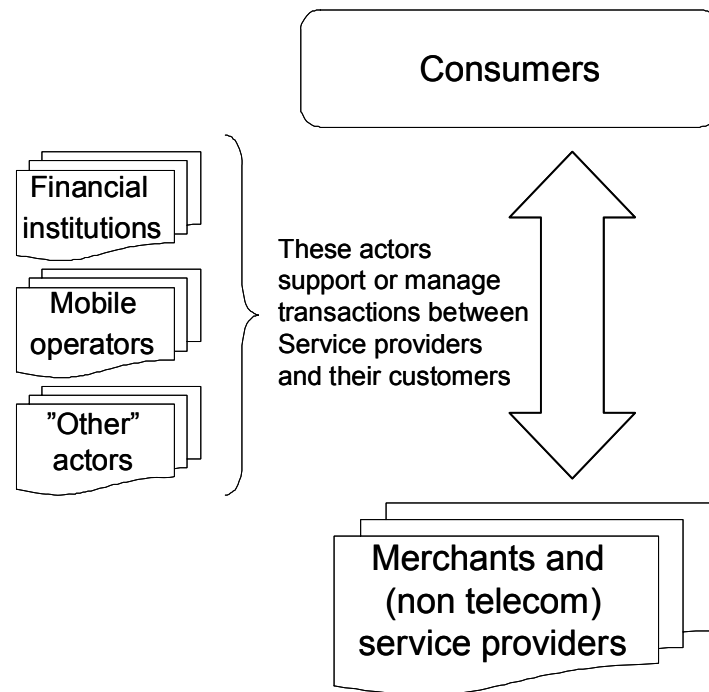 Consumers
Financial
institutions
Mobile
operators
”Other”
actors
These actors
support or manage
transactions between
Service providers
and their customers
Merchants and
(non telecom)
service providers